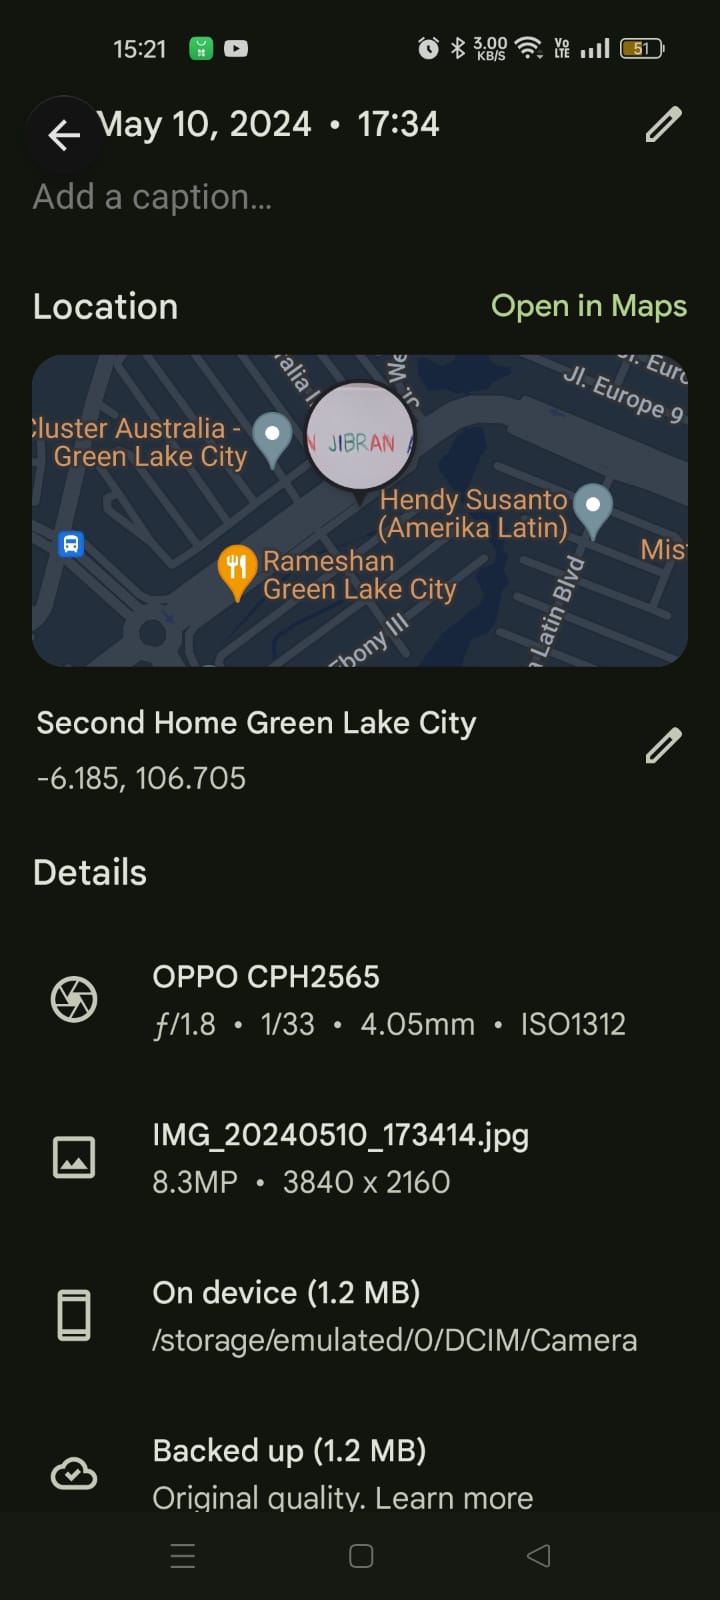 15:21
3.00 KB/S
Vo LTE
51
May 10, 2024 • 17:34
Add a caption...
Location
Open in Maps
Jl. Europe 9
Cluster Australia -
Green Lake City
JIBRAN
Hendy Susanto
(Amerika Latin)
Rameshan
Green Lake City
Latin Blvd
Ebony III
Second Home Green Lake City
-6.185, 106.705
Details
OPPO CPH2565
ƒ/1.8 • 1/33 • 4.05mm • ISO1312
IMG_20240510_173414.jpg
8.3MP • 3840 x 2160
On device (1.2 MB)
/storage/emulated/0/DCIM/Camera
Backed up (1.2 MB)
Original quality. Learn more